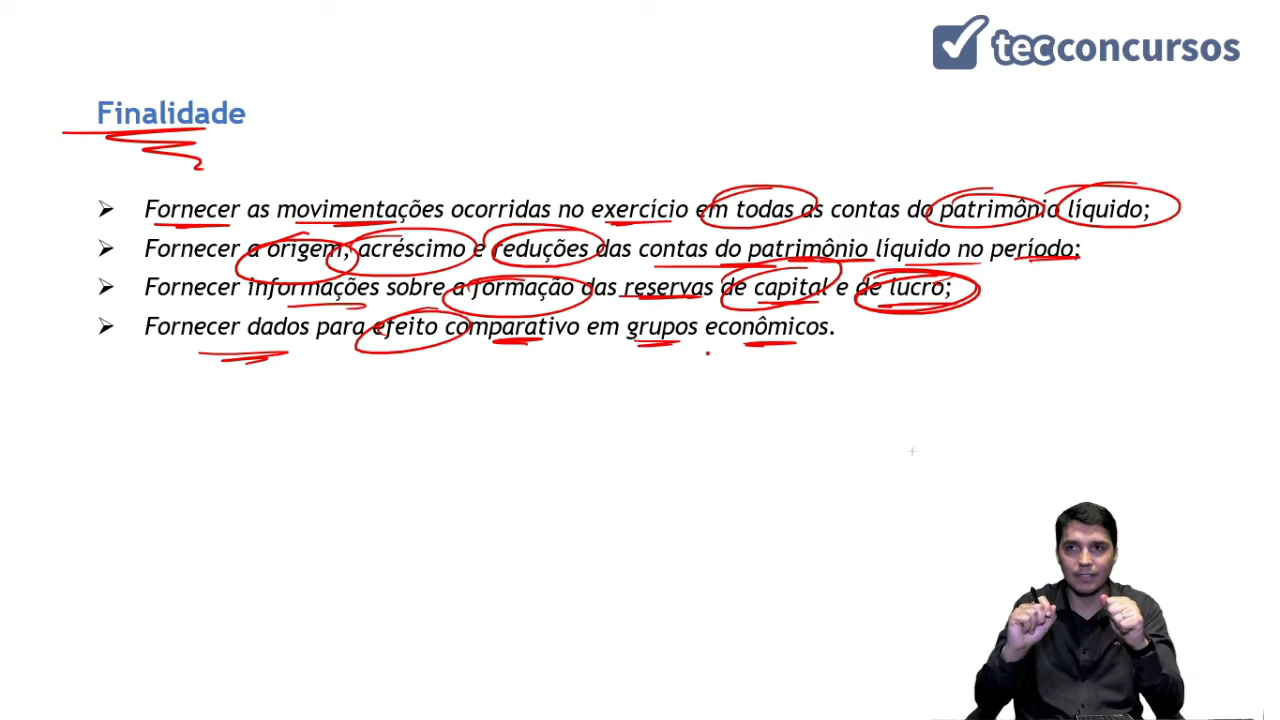 tecconcursos
Finalidade
Fornecer as movimentações ocorridas no exercício em todas as contas do patrimônio líquido;
Fornecer a origem, acréscimo e reduções das contas do patrimônio líquido no período;
Fornecer informações sobre a formação das reservas de capital e de lucro;
Fornecer dados para efeito comparativo em grupos econômicos.